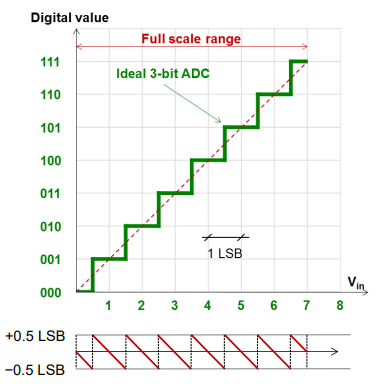 Digital value
Full scale range
111
Ideal 3-bit ADC
110
101
100
011
010
1 LSB
001
000
Vin
1 2 3 4 5 6 7 8
+0.5 LSB
−0.5 LSB